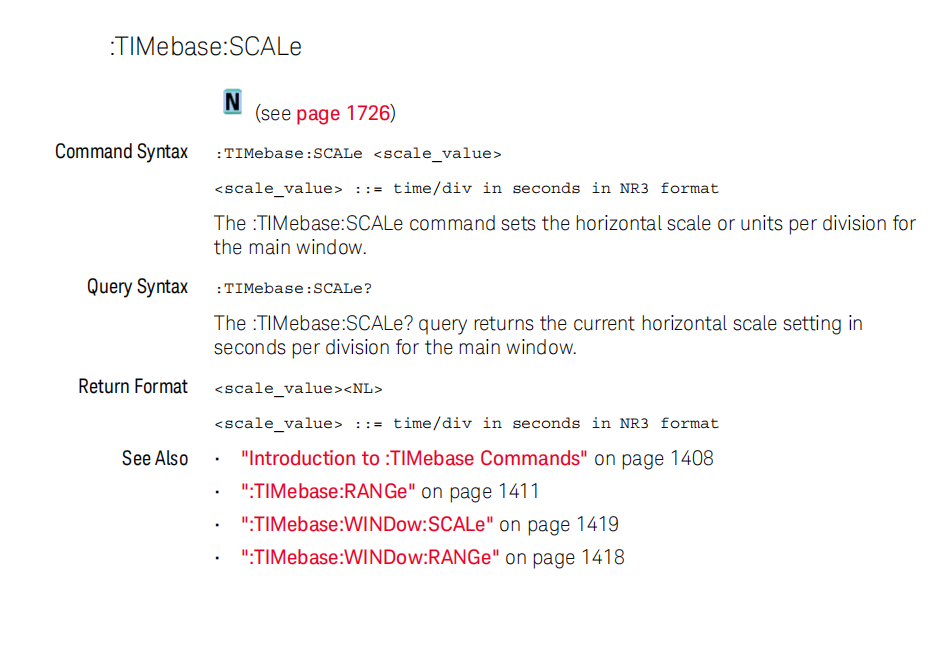 :TIMebase:SCALe
N (see page 1726)
Command Syntax :TIMebase:SCALe <scale_value>
<scale_value> ::= time/div in seconds in NR3 format
The :TIMebase:SCALe command sets the horizontal scale or units per division for
the main window.
Query Syntax :TIMebase:SCALe?
The :TIMebase:SCALe? query returns the current horizontal scale setting in
seconds per division for the main window.
Return Format <scale_value><NL>
<scale_value> ::= time/div in seconds in NR3 format
See Also • "Introduction to :TIMebase Commands" on page 1408
• ":TIMebase:RANGe" on page 1411
• ":TIMebase:WINDow:SCALe" on page 1419
• ":TIMebase:WINDow:RANGe" on page 1418